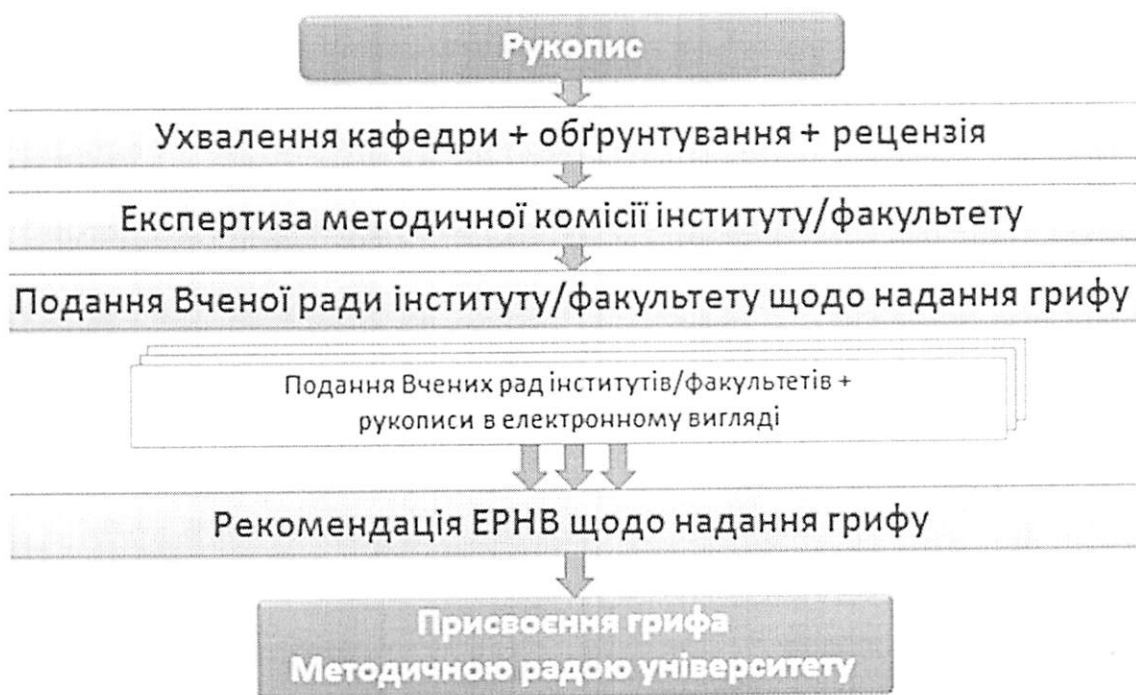 Рукопис
Ухвалення кафедри + обґрунтування + рецензія
Експертиза методичної комісії інституту/факультету
Подання Вченої ради інституту/факультету щодо надання грифу
Подання Вчених рад інститутів/факультетів +
рукописи в електронному вигляді
Рекомендація ЕРНВ щодо надання грифу
Присвоєння грифа
Методичною радою університету